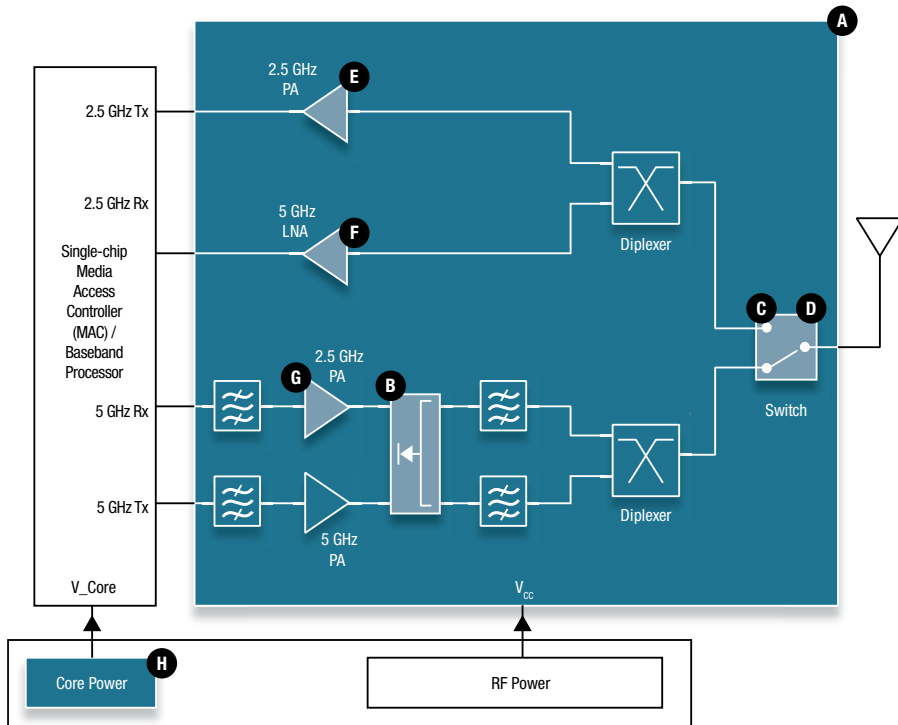 A
2.5 GHz
PA
E
2.5 GHz Tx
2.5 GHz Rx
5 GHz
LNA
F
Diplexer
Single-chip
Media
Access
Controller
(MAC) /
Baseband
Processor
C
D
Switch
2.5 GHz
PA
G
B
5 GHz Rx
5 GHz Tx
5 GHz
PA
Diplexer
V_Core
Vcc
H
Core Power
RF Power